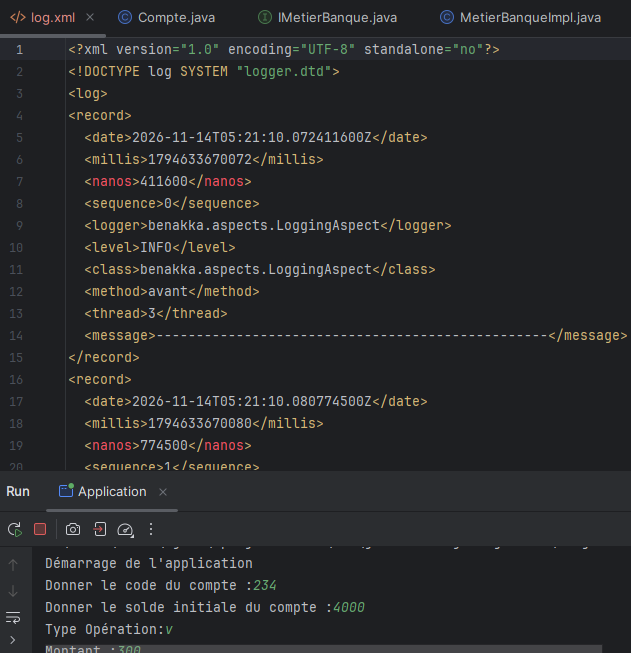 log.xml Compte.java IMetierBanque.java MetierBanqueImpl.java
1 <?xml version="1.0" encoding="UTF-8" standalone="no"?>
2 <!DOCTYPE log SYSTEM "logger.dtd">
3 <log>
4 <record>
5 <date>2026-11-14T05:21:10.072411600Z</date>
6 <millis>1794633670072</millis>
7 <nanos>411600</nanos>
8 <sequence>0</sequence>
9 <logger>benakka.aspects.LoggingAspect</logger>
10 <level>INFO</level>
11 <class>benakka.aspects.LoggingAspect</class>
12 <method>avant</method>
13 <thread>3</thread>
14 <message>-------------------------------------------------</message>
15 </record>
16 <record>
17 <date>2026-11-14T05:21:10.080774500Z</date>
18 <millis>1794633670080</millis>
19 <nanos>774500</nanos>
20 <sequence>1</sequence>
Run Application
Démarrage de l'application
Donner le code du compte :234
Donner le solde initiale du compte :4000
Type Opération:v
Montant :300